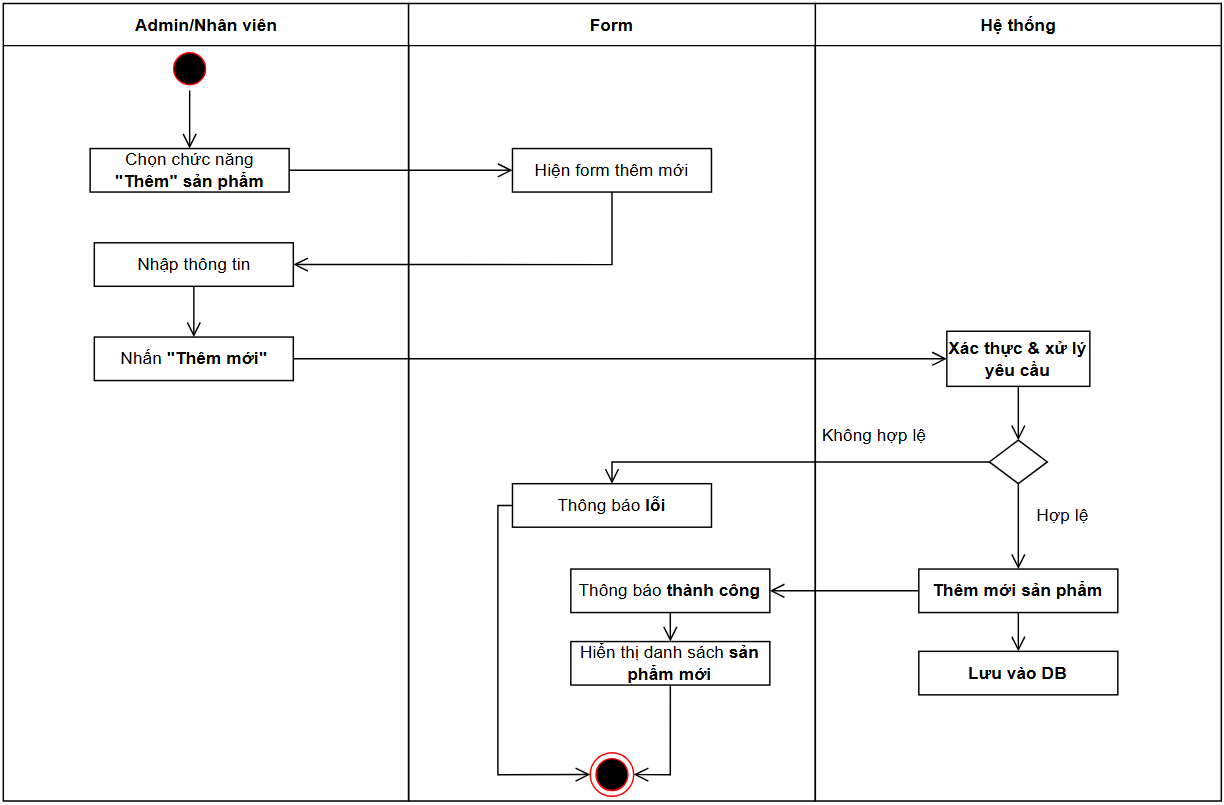 Admin/Nhân viên
Form
Hệ thống
Chọn chức năng
"Thêm" sản phẩm
Hiện form thêm mới
Nhập thông tin
Nhấn "Thêm mới"
Xác thực & xử lý
yêu cầu
Không hợp lệ
Thông báo lỗi
Hợp lệ
Thông báo thành công
Thêm mới sản phẩm
Hiển thị danh sách sản
phẩm mới
Lưu vào DB